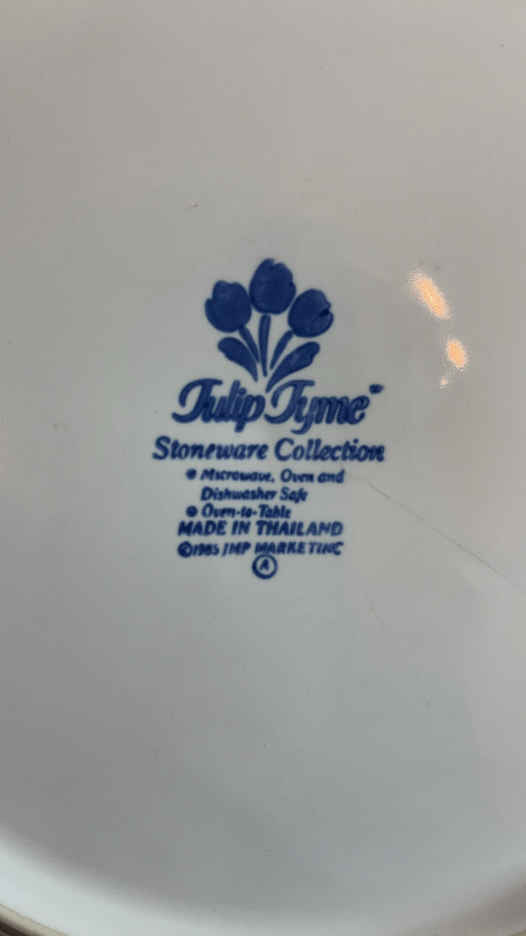 Tulip Tyme™
Stoneware Collection
• Microwave, Oven and
Dishwasher Safe
• Oven-to-Table
MADE IN THAILAND
©1985 JMP MARKETING
A